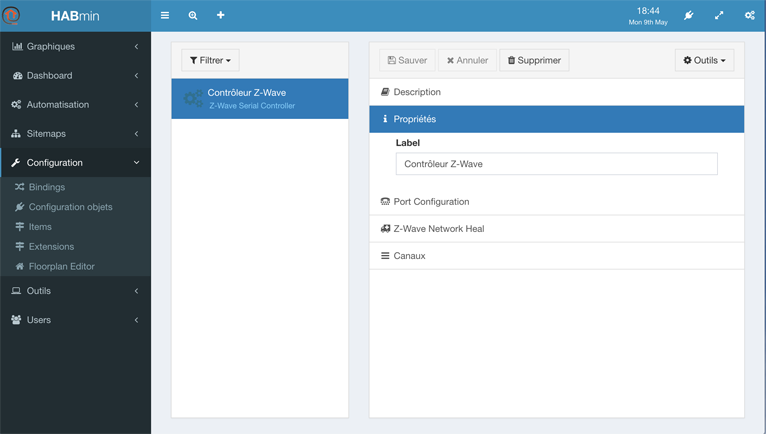 HABmin
18:44
Mon 9th May
Graphiques
Dashboard
Automatisation
Sitemaps
Configuration
Bindings
Configuration objets
Items
Extensions
Floorplan Editor
Outils
Users
Filtrer
Contrôleur Z-Wave
Z-Wave Serial Controller
Sauver Annuler Supprimer Outils
Description
Propriétés
Label
Contrôleur Z-Wave
Port Configuration
Z-Wave Network Heal
Canaux